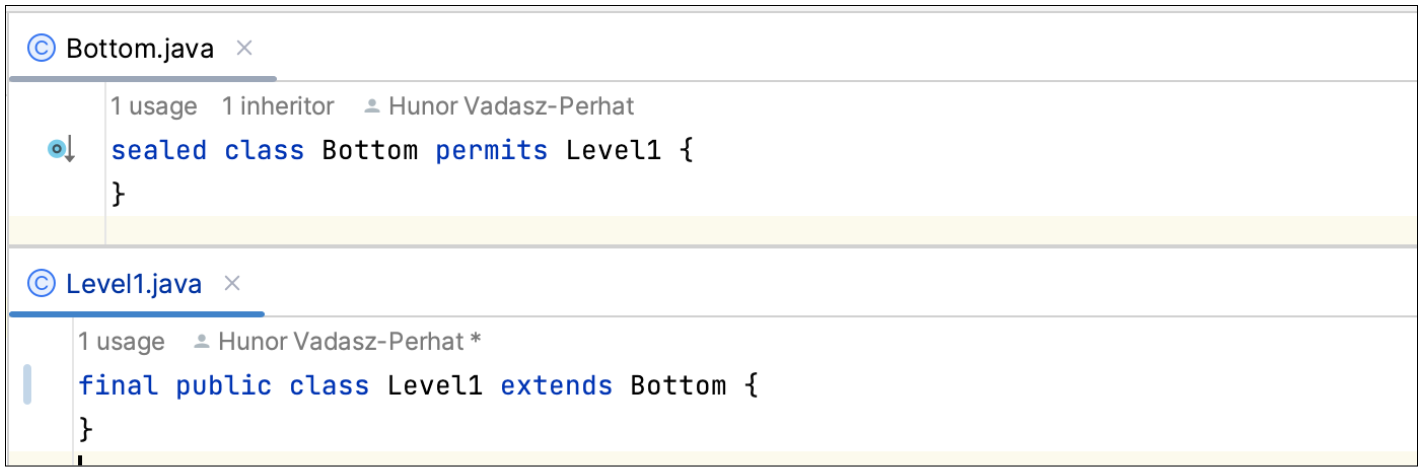 Bottom.java
1 usage 1 inheritor Hunor Vadasz-Perhat
sealed class Bottom permits Level1 {
}
Level1.java
1 usage Hunor Vadasz-Perhat *
final public class Level1 extends Bottom {
}